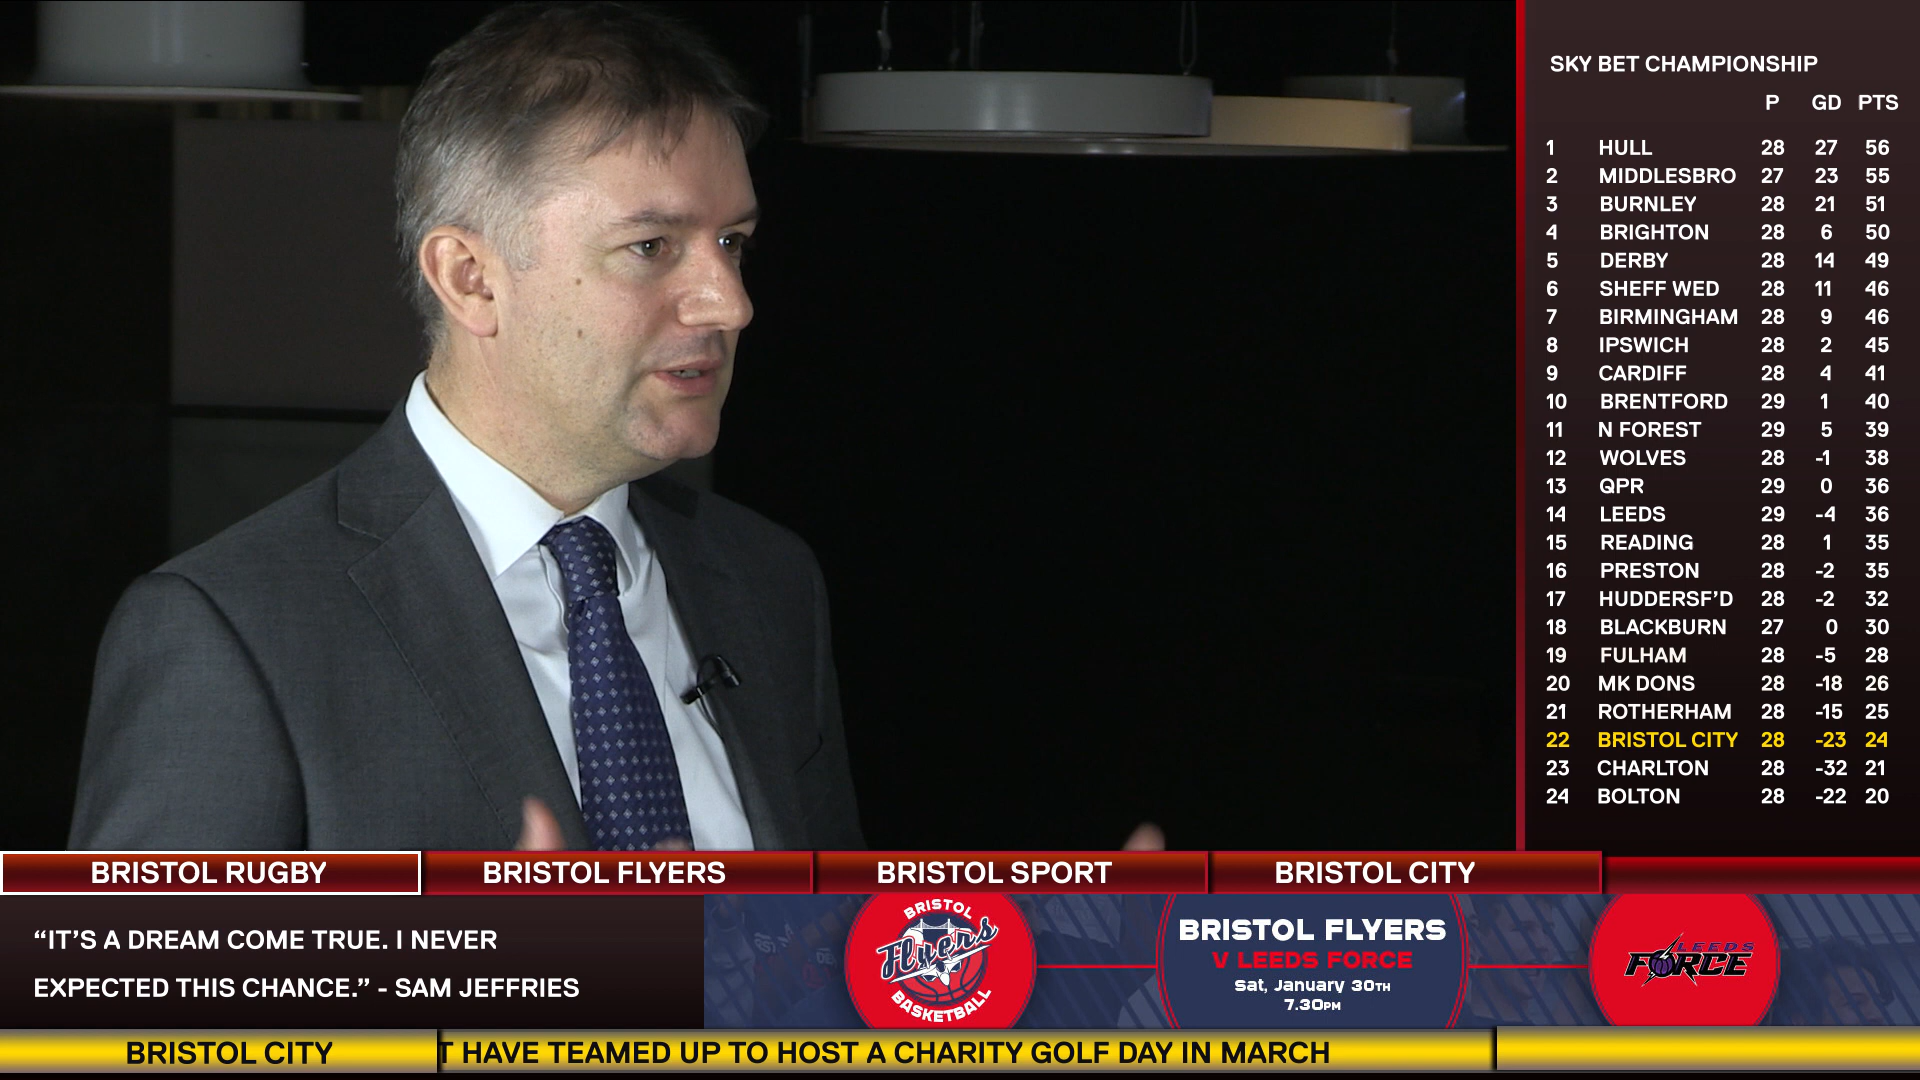 SKY BET CHAMPIONSHIP
P GD PTS
1 HULL 28 27 56
2 MIDDLESBRO 27 23 55
3 BURNLEY 28 21 51
4 BRIGHTON 28 6 50
5 DERBY 28 14 49
6 SHEFF WED 28 11 46
7 BIRMINGHAM 28 9 46
8 IPSWICH 28 2 45
9 CARDIFF 28 4 41
10 BRENTFORD 29 1 40
11 N FOREST 29 5 39
12 WOLVES 28 -1 38
13 QPR 29 0 36
14 LEEDS 29 -4 36
15 READING 28 1 35
16 PRESTON 28 -2 35
17 HUDDERSF'D 28 -2 32
18 BLACKBURN 27 0 30
19 FULHAM 28 -5 28
20 MK DONS 28 -18 26
21 ROTHERHAM 28 -15 25
22 BRISTOL CITY 28 -23 24
23 CHARLTON 28 -32 21
24 BOLTON 28 -22 20
BRISTOL RUGBY BRISTOL FLYERS BRISTOL SPORT BRISTOL CITY
“IT’S A DREAM COME TRUE. I NEVER
EXPECTED THIS CHANCE.” - SAM JEFFRIES
BRISTOL
Flyers
BASKETBALL
BRISTOL FLYERS
V LEEDS FORCE
Sat, January 30TH
7.30PM
LEEDS
FORCE
BRISTOL CITY
T HAVE TEAMED UP TO HOST A CHARITY GOLF DAY IN MARCH